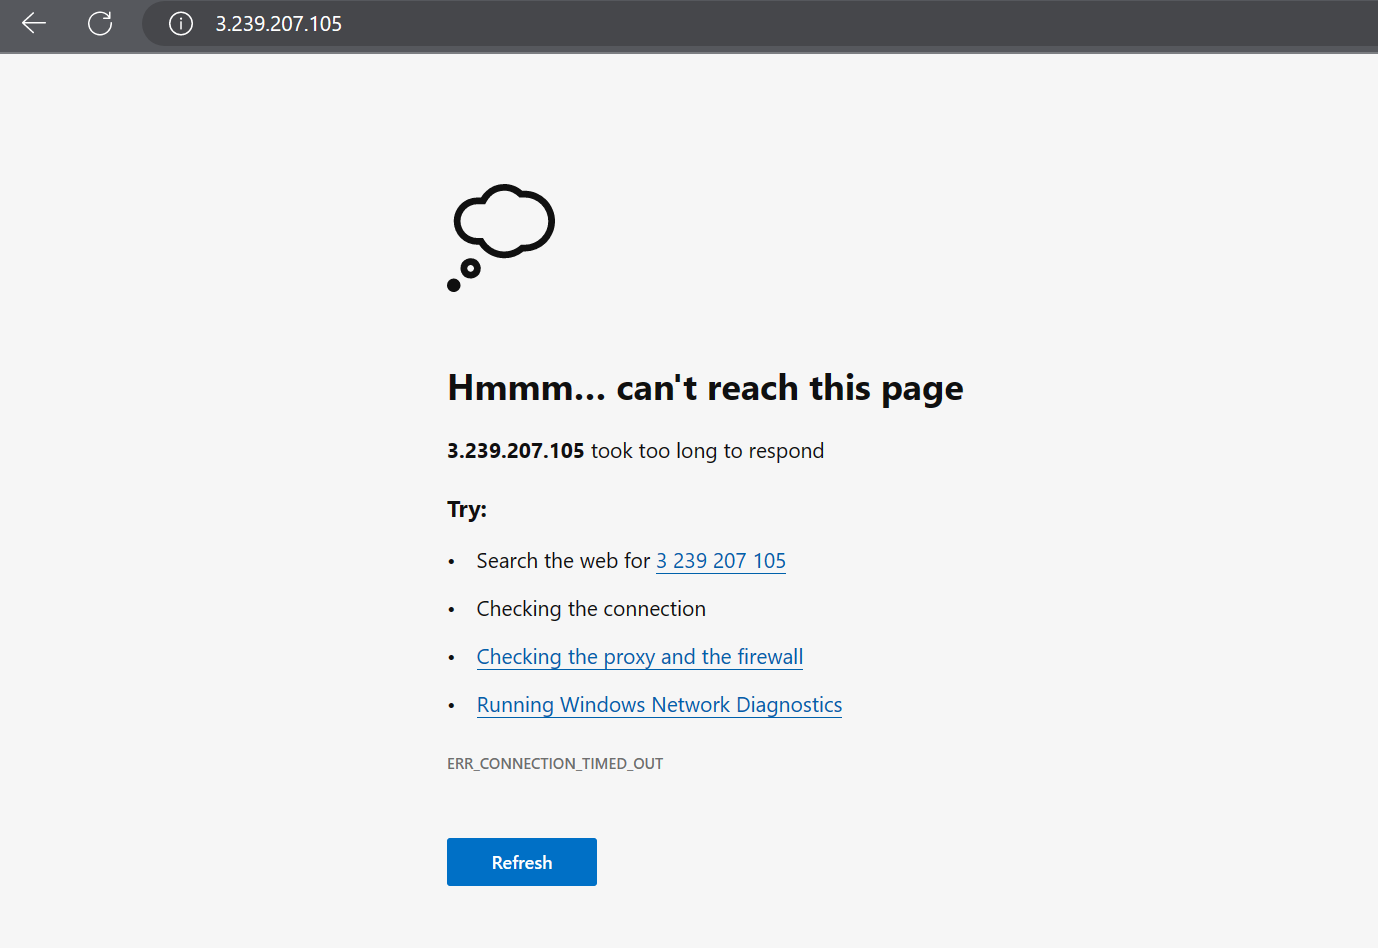 3.239.207.105
Hmmm... can't reach this page
3.239.207.105 took too long to respond
Try:
• Search the web for 3 239 207 105
• Checking the connection
• Checking the proxy and the firewall
• Running Windows Network Diagnostics
ERR_CONNECTION_TIMED_OUT
Refresh